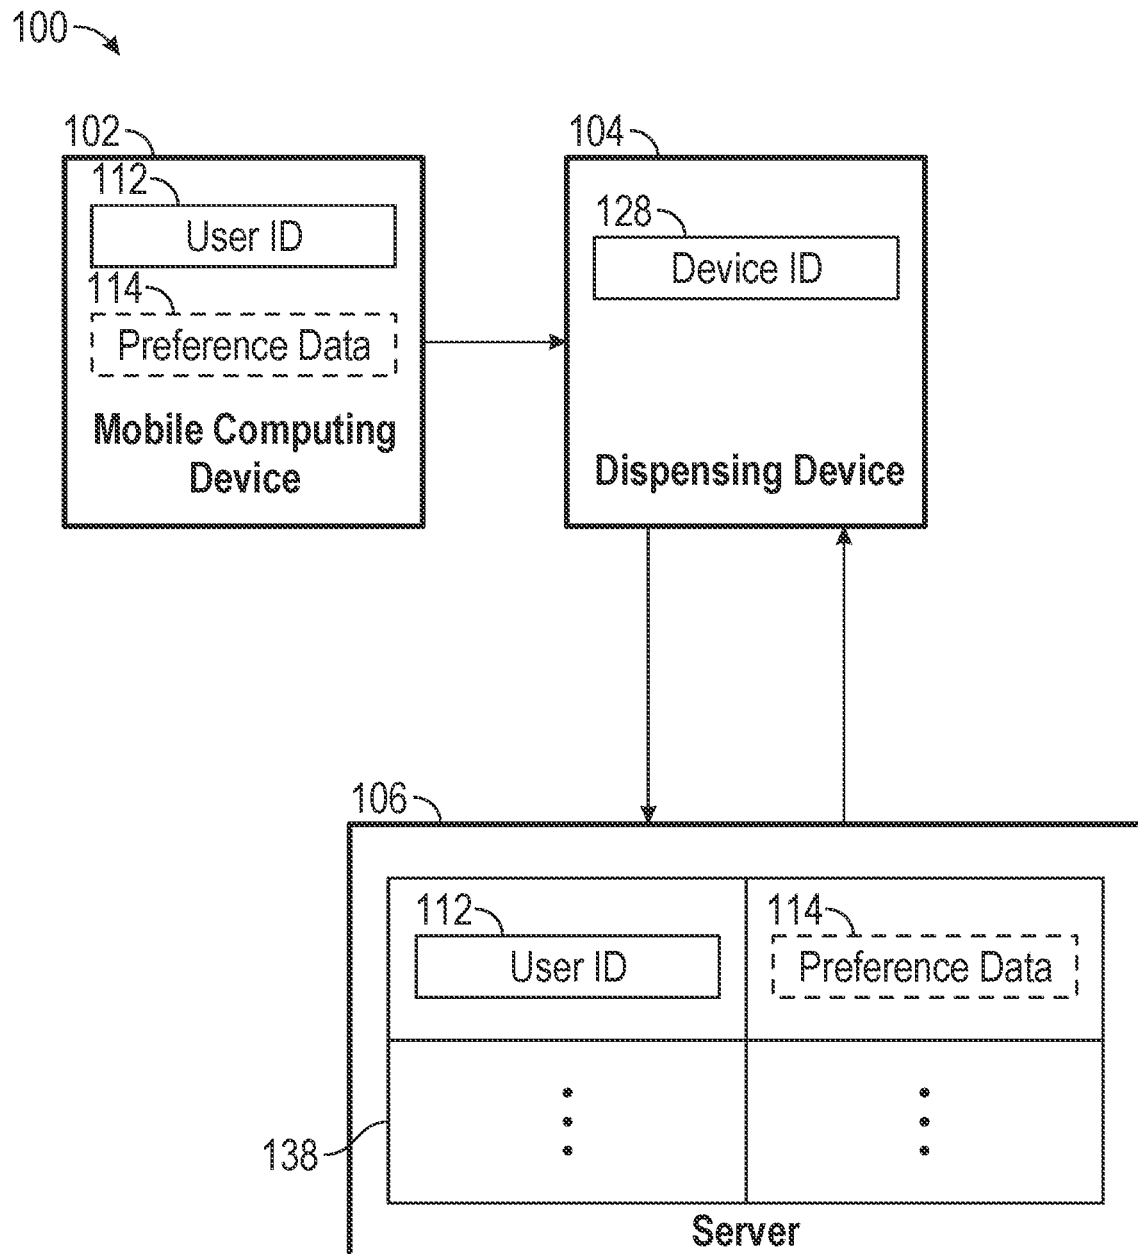 100
102
104
112
User ID
128
Device ID
114
Preference Data
Mobile Computing
Device
Dispensing Device
106
112
User ID
114
Preference Data
138
Server